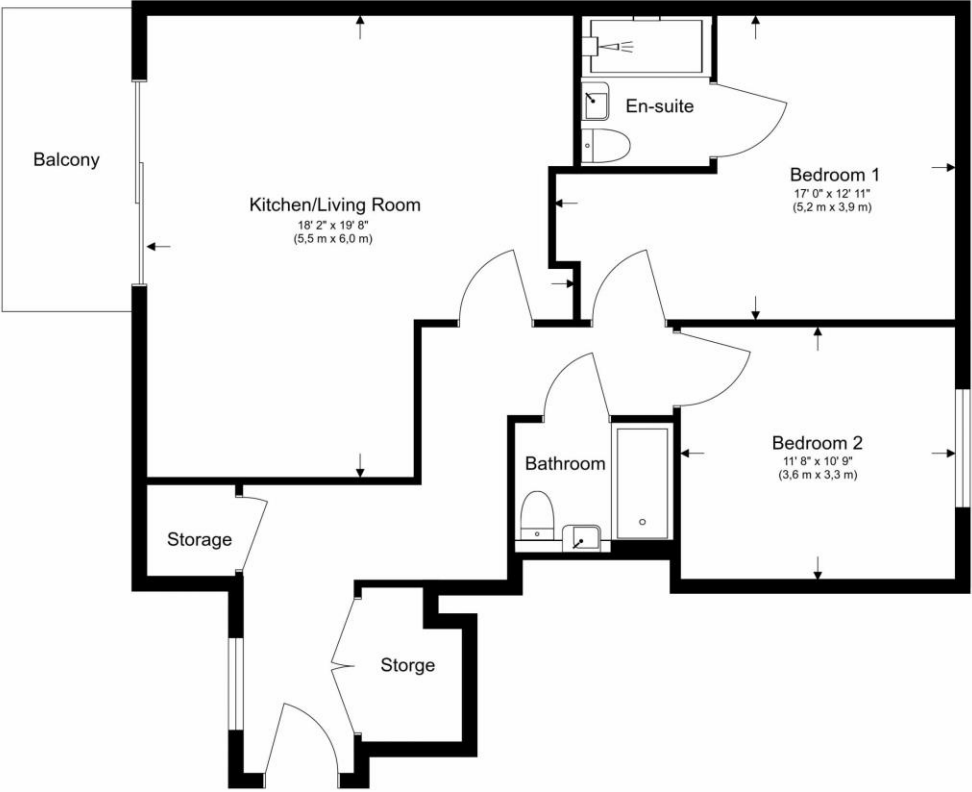 En-suite
Balcony
Bedroom 1
17' 0" x 12' 11"
(5,2 m x 3,9 m)
Kitchen/Living Room
18' 2" x 19' 8"
(5,5 m x 6,0 m)
Bedroom 2
11' 8" x 10' 9"
(3,6 m x 3,3 m)
Bathroom
Storage
Storge